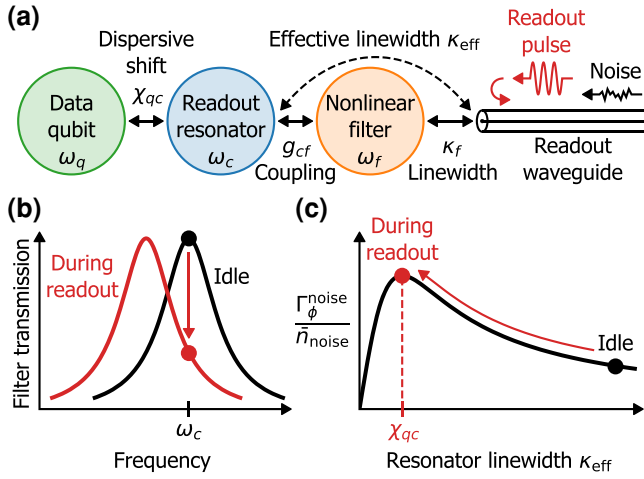 (a)
Dispersive
shift
χqc
Effective linewidth κeff
Readout
pulse
Noise
Data
qubit
ωq
Readout
resonator
ωc
gcf
Coupling
Nonlinear
filter
ωf
κf
Linewidth
Readout
waveguide
(b)
Filter transmission
During
readout
Idle
ωc
Frequency
(c)
During
readout
Γϕnoise
n̄noise
Idle
χqc
Resonator linewidth κeff